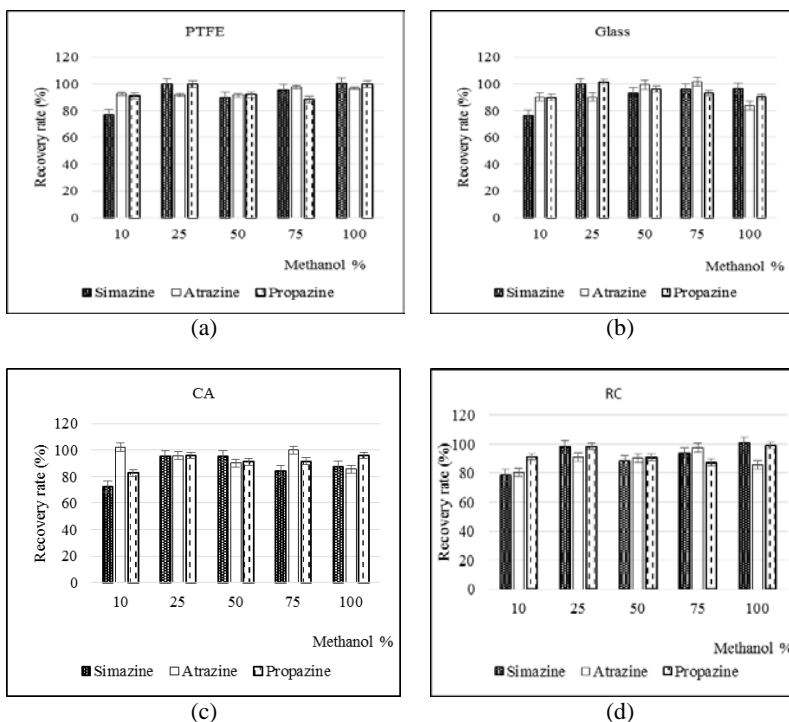 PTFE
120
100
80
60
40
20
0
Recovery rate (%)
10 25 50 75 100
Methanol %
Simazine Atrazine Propazine
(a)
Glass
120
100
80
60
40
20
0
Recovery rate (%)
10 25 50 75 100
Methanol %
Simazine Atrazine Propazine
(b)
CA
120
100
80
60
40
20
0
Recovery rate (%)
10 25 50 75 100
Methanol %
Simazine Atrazine Propazine
(c)
RC
120
100
80
60
40
20
0
Recovery rate (%)
10 25 50 75 100
Methanol %
Simazine Atrazine Propazine
(d)